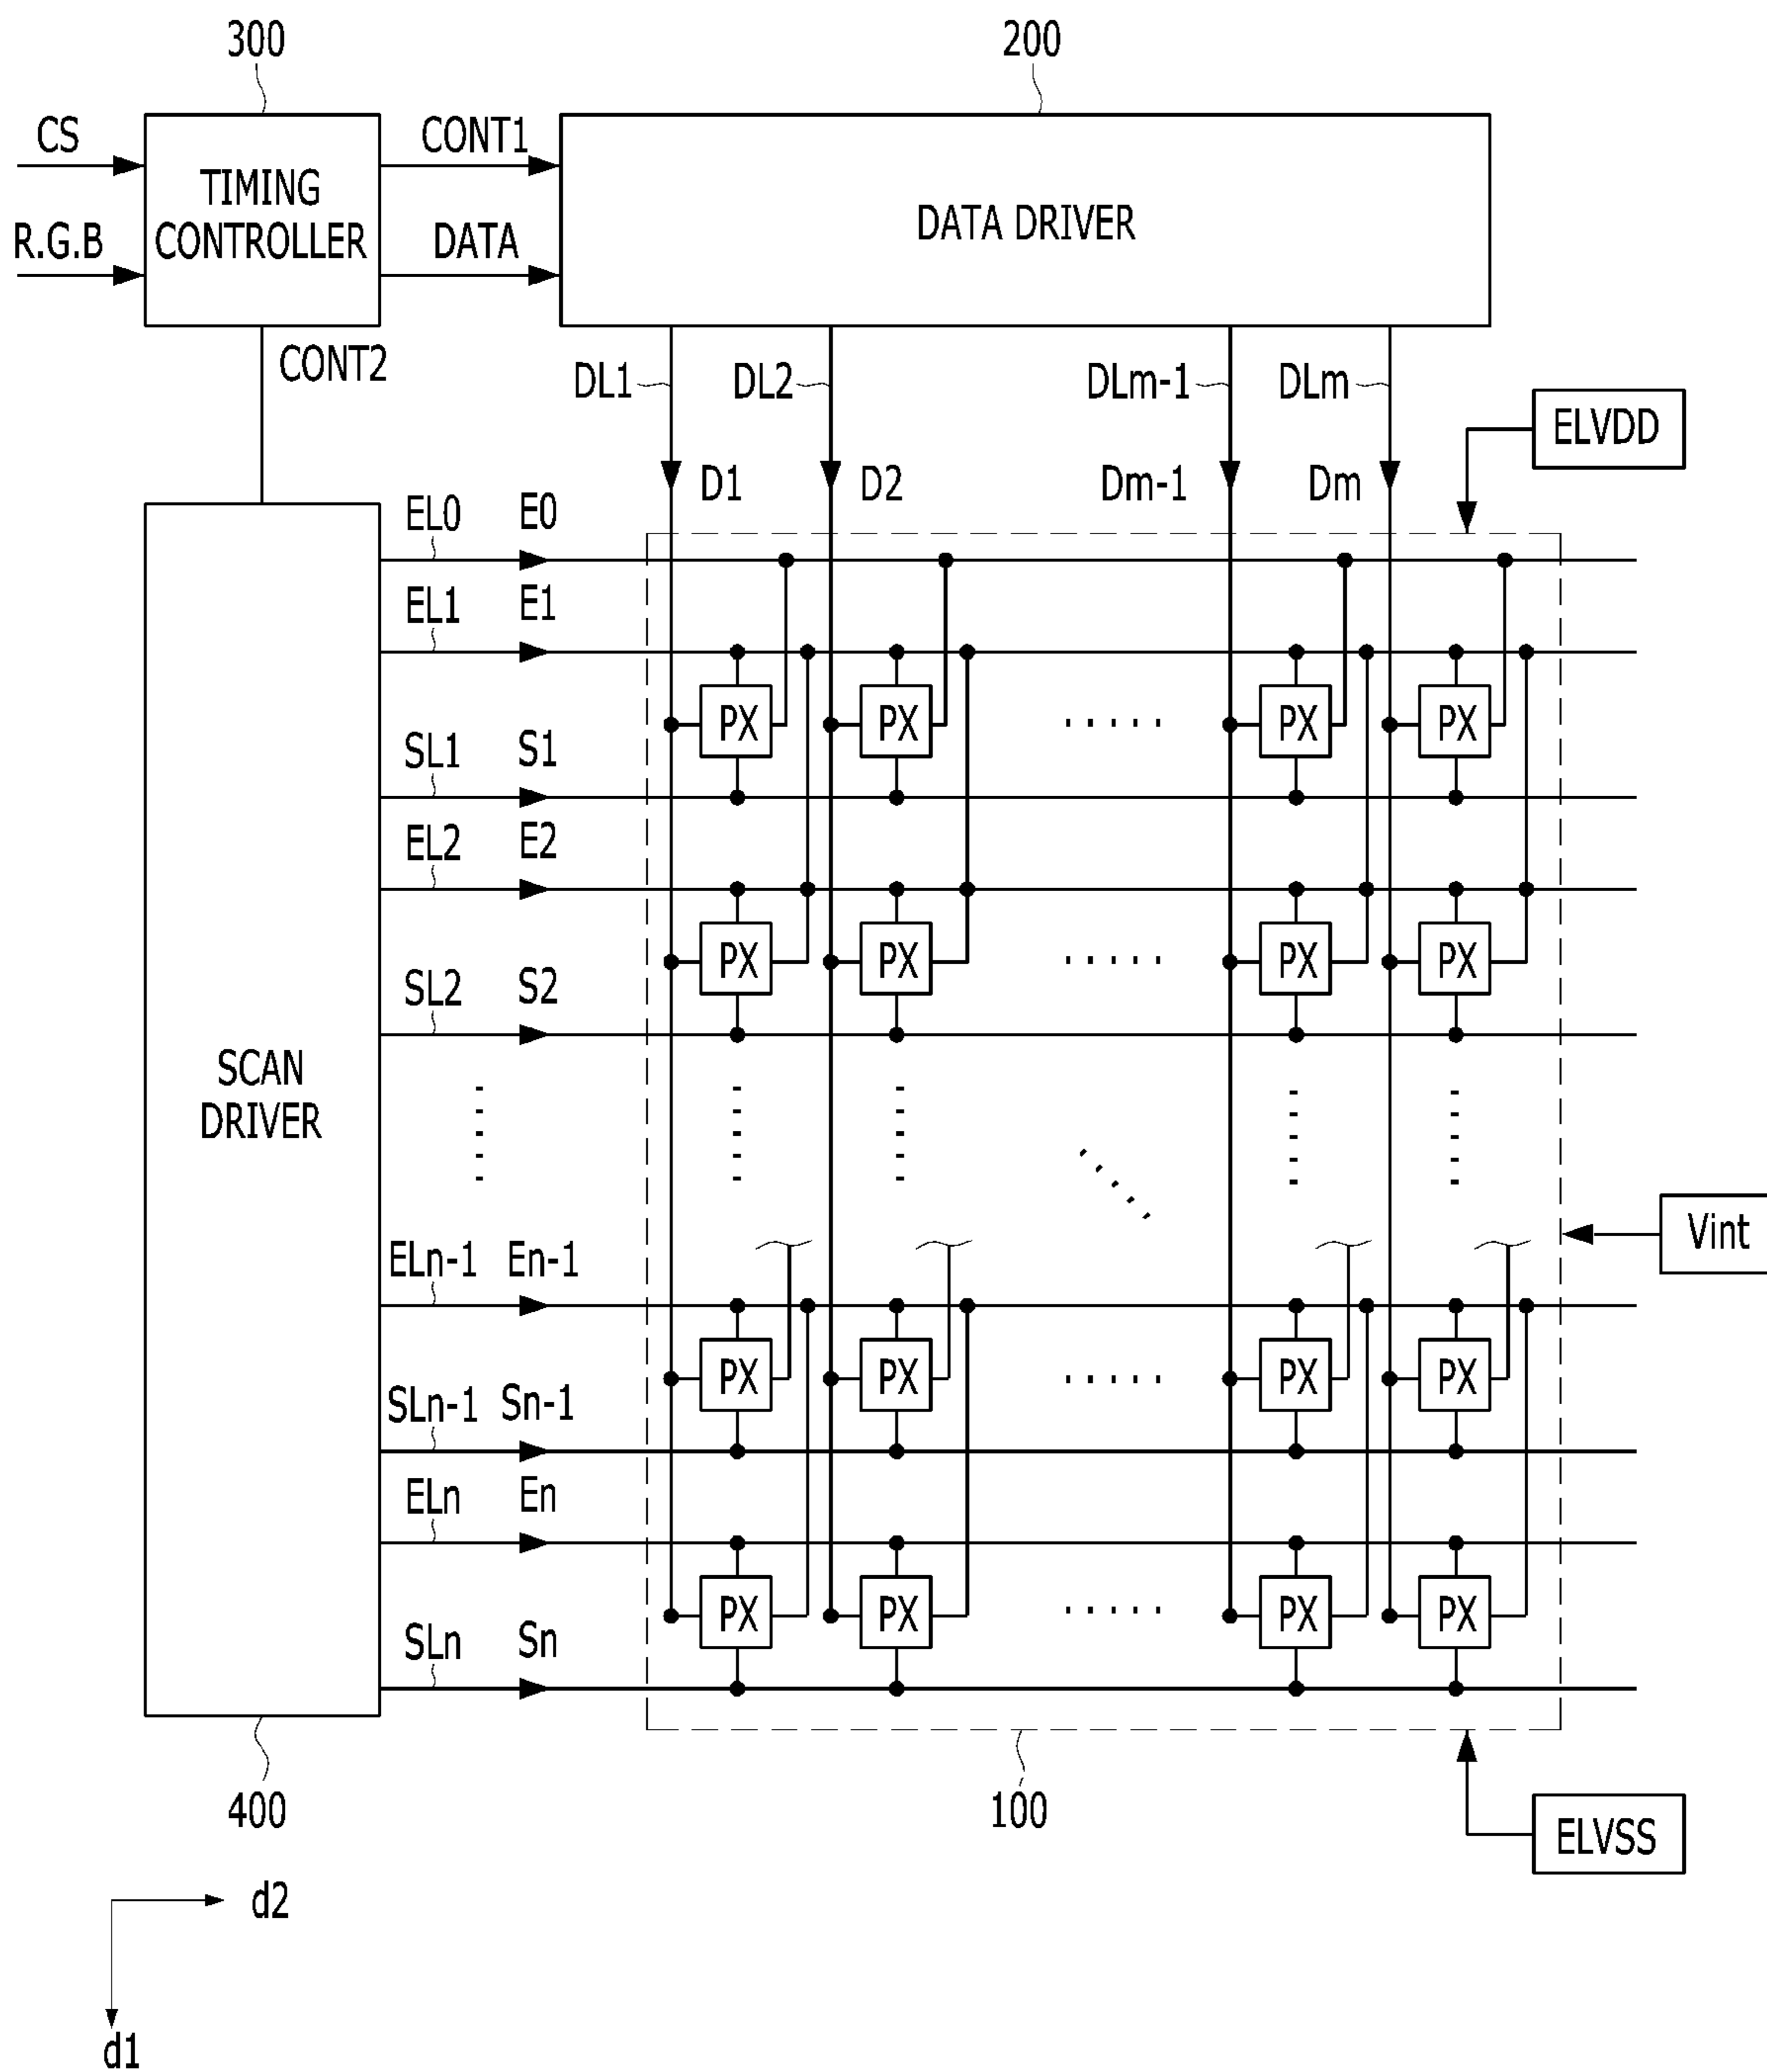 300
200
CS
CONT1
TIMING
CONTROLLER
DATA DRIVER
R.G.B
DATA
CONT2
DL1
DL2
DLm-1
DLm
ELVDD
D1
D2
Dm-1
Dm
EL0
E0
EL1
E1
PX
PX
PX
PX
SL1
S1
EL2
E2
PX
PX
PX
PX
SL2
S2
SCAN
DRIVER
Vint
ELn-1
En-1
PX
PX
PX
PX
SLn-1
Sn-1
ELn
En
PX
PX
PX
PX
SLn
Sn
400
100
ELVSS
d2
d1